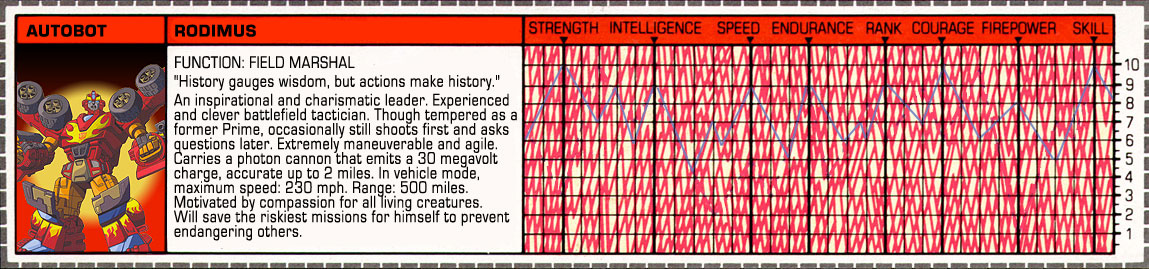 AUTOBOT
RODIMUS
STRENGTH INTELLIGENCE SPEED ENDURANCE RANK COURAGE FIREPOWER SKILL
FUNCTION: FIELD MARSHAL
"History gauges wisdom, but actions make history."
An inspirational and charismatic leader. Experienced
and clever battlefield tactician. Though tempered as a
former Prime, occasionally still shoots first and asks
questions later. Extremely maneuverable and agile.
Carries a photon cannon that emits a 30 megavolt
charge, accurate up to 2 miles. In vehicle mode,
maximum speed: 230 mph. Range: 500 miles.
Motivated by compassion for all living creatures.
Will save the riskiest missions for himself to prevent
endangering others.
10
9
8
7
6
5
4
3
2
1